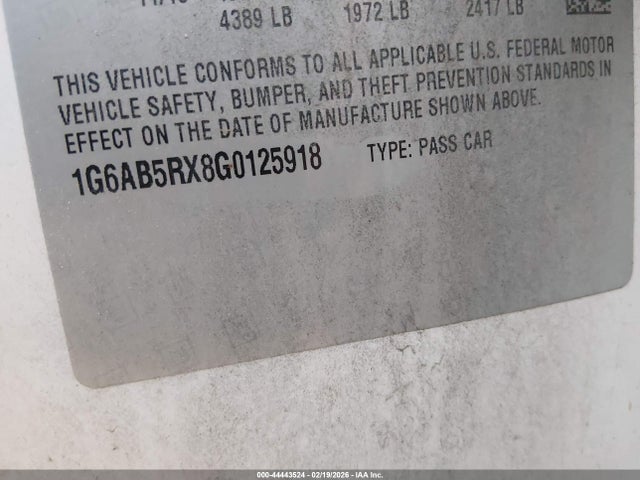 4389 LB 1972 LB 2417 LB
THIS VEHICLE CONFORMS TO ALL APPLICABLE U.S. FEDERAL MOTOR
VEHICLE SAFETY, BUMPER, AND THEFT PREVENTION STANDARDS IN
EFFECT ON THE DATE OF MANUFACTURE SHOWN ABOVE.
1G6AB5RX8G0125918 TYPE: PASS CAR
000-44443524 - 02/19/2026 - IAA Inc.